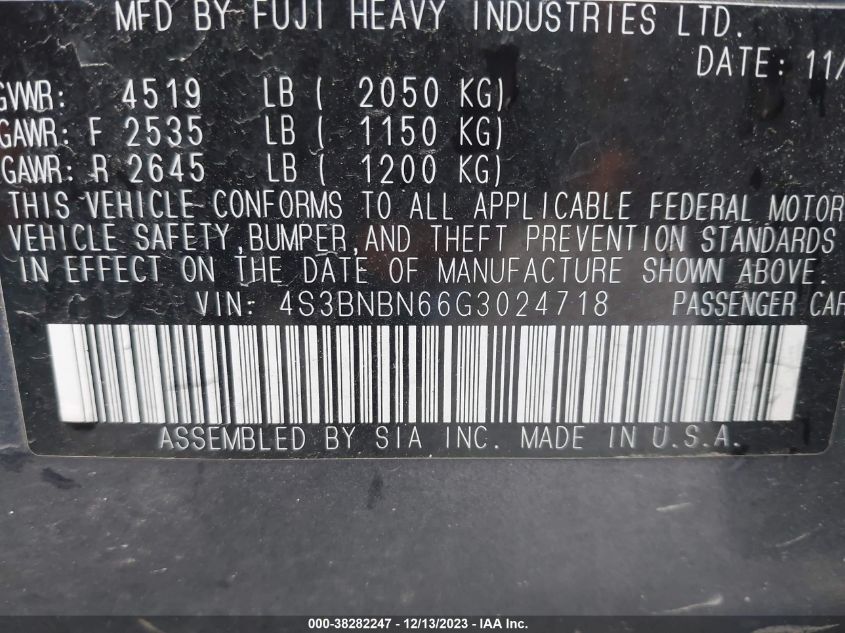 MFD BY FUJI HEAVY INDUSTRIES LTD.
DATE: 11/
GVWR: 4519 LB ( 2050 KG)
GAWR: F 2535 LB ( 1150 KG)
GAWR: R 2645 LB ( 1200 KG)
THIS VEHICLE CONFORMS TO ALL APPLICABLE FEDERAL MOTOR
VEHICLE SAFETY,BUMPER,AND THEFT PREVENTION STANDARDS
IN EFFECT ON THE DATE OF MANUFACTURE SHOWN ABOVE.
VIN: 4S3BNBN66G3024718 PASSENGER CAR
ASSEMBLED BY SIA INC. MADE IN U.S.A.
000-38282247 - 12/13/2023 - IAA Inc.